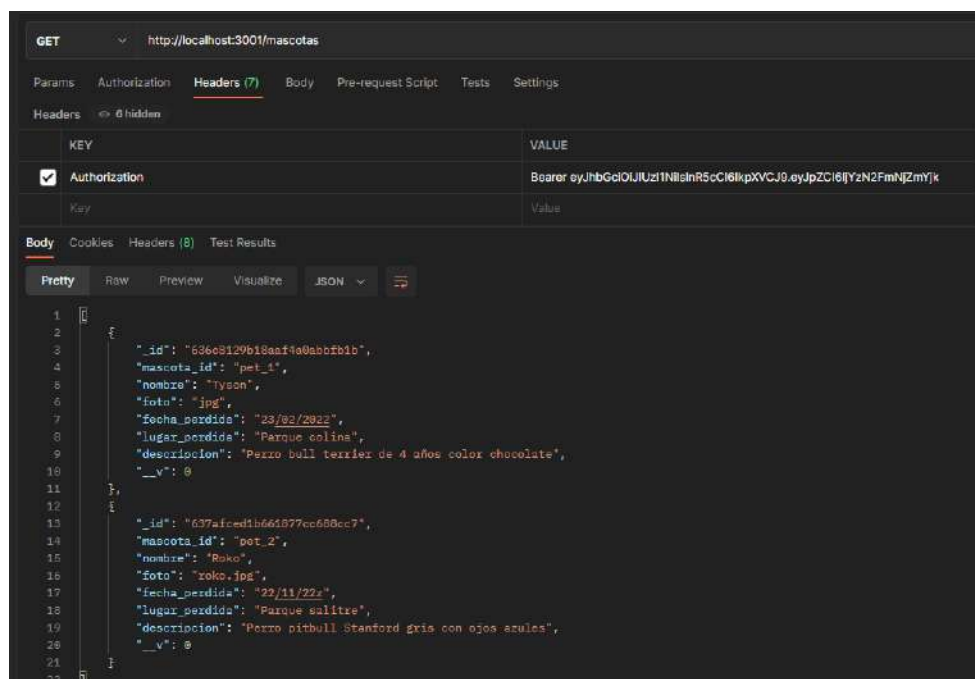 GET http://localhost:3001/mascotas
Params Authorization Headers (7) Body Pre-request Script Tests Settings
Headers 6 hidden
KEY VALUE
Authorization Bearer
Key Value
Body Cookies Headers (8) Test Results
Pretty Raw Preview Visualize JSON
1 [
2 {
3 "_id": "636c8129b18aaf4a0abbfb1b",
4 "mascota_id": "pet_1",
5 "nombre": "Tyson",
6 "foto": "jpg",
7 "fecha_perdida": "23/02/2022",
8 "lugar_perdida": "Parque colina",
9 "descripcion": "Perro bull terrier de 4 años color chocolate",
10 "__v": 0
11 },
12 {
13 "_id": "637afced1b661877cc688cc7",
14 "mascota_id": "pet_2",
15 "nombre": "Roko",
16 "foto": "roko.jpg",
17 "fecha_perdida": "22/11/22z",
18 "lugar_perdida": "Parque salitre",
19 "descripcion": "Perro pitbull Stanford gris con ojos azules",
20 "__v": 0
21 }
22 ]